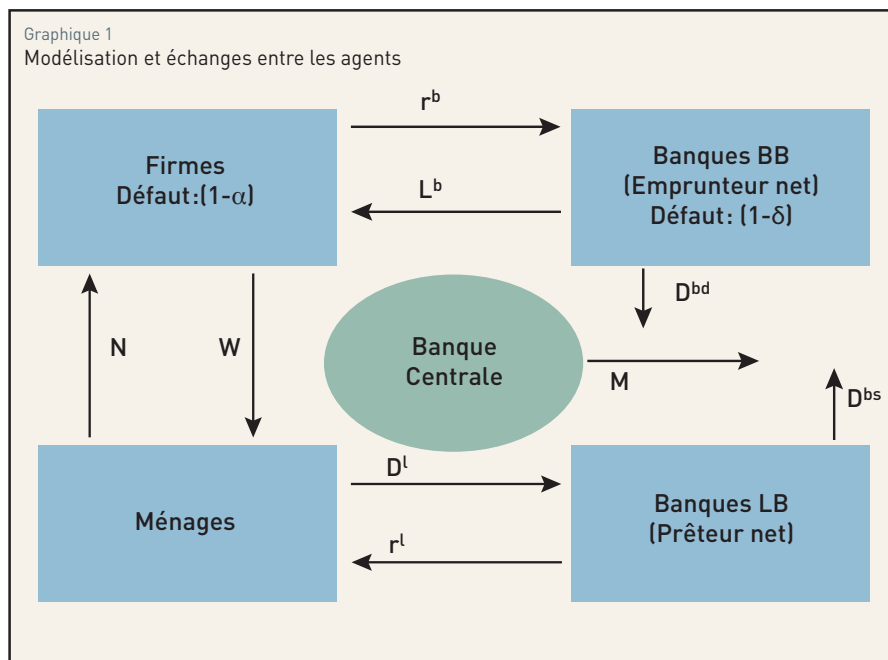 Graphique 1
Modélisation et échanges entre les agents
r^b
Firmes
Défaut:(1-α)
L^b
Banques BB
(Emprunteur net)
Défaut: (1-δ)
D^bd
N
W
Banque
Centrale
M
D^bs
D^l
Ménages
r^l
Banques LB
(Prêteur net)